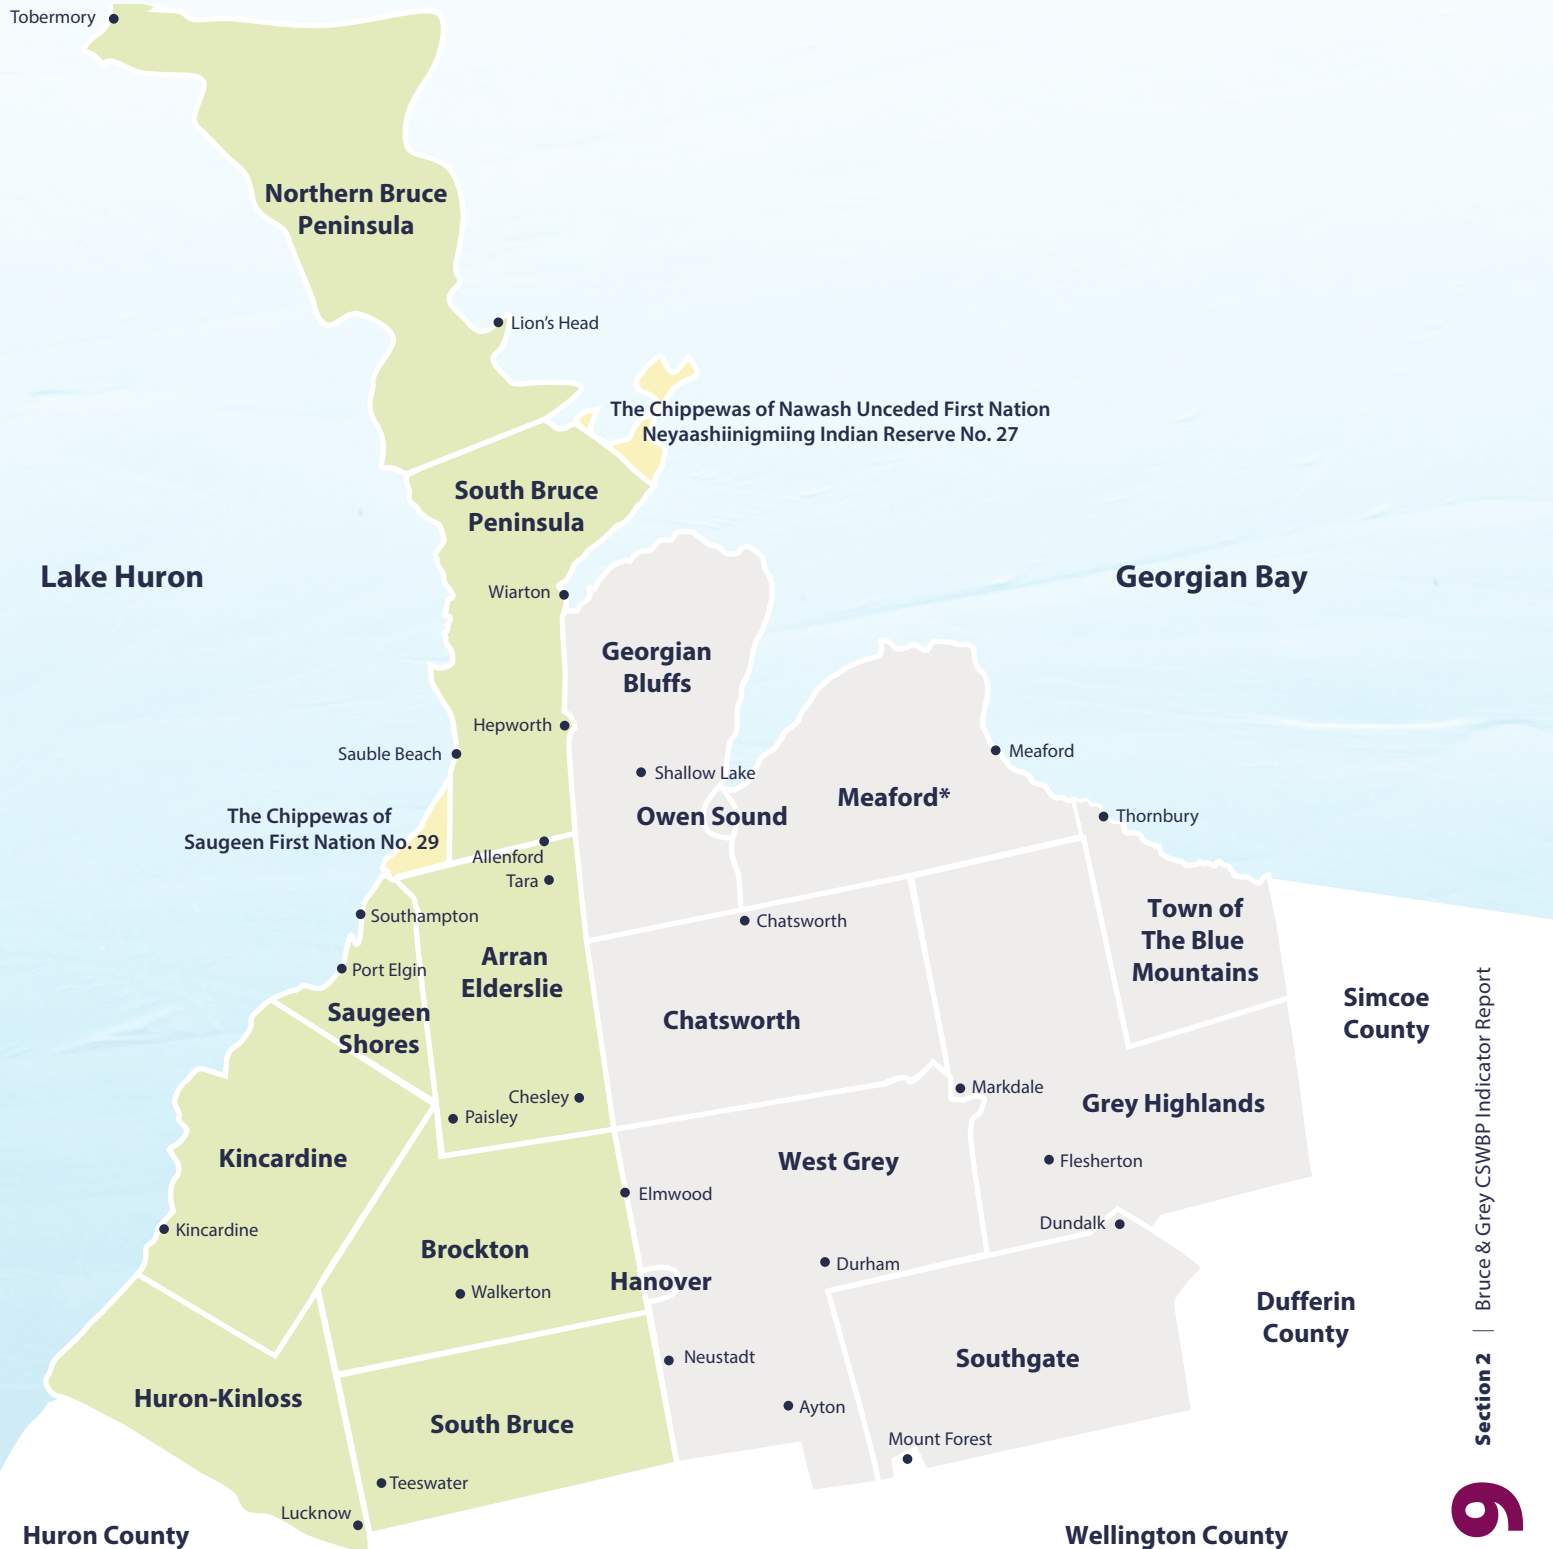 Tobermory
Northern Bruce
Peninsula
Lion's Head
The Chippewas of Nawash Unceded First Nation
Neyaashiinigmiing Indian Reserve No. 27
South Bruce
Peninsula
Lake Huron
Georgian Bay
Wiarton
Georgian
Bluffs
Hepworth
Sauble Beach
Meaford
Shallow Lake
Meaford*
Owen Sound
Thornbury
The Chippewas of
Saugeen First Nation No. 29
Allenford
Tara
Southampton
Chatsworth
Town of
The Blue
Mountains
Arran
Elderslie
Port Elgin
Saugeen
Shores
Chatsworth
Simcoe
County
Markdale
Grey Highlands
Chesley
Paisley
Kincardine
West Grey
Flesherton
Elmwood
Kincardine
Dundalk
Brockton
Durham
Hanover
Walkerton
Dufferin
County
Neustadt
Southgate
Huron-Kinloss
South Bruce
Ayton
Mount Forest
Teeswater
Lucknow
Huron County
Wellington County
Section 2 | Bruce & Grey CSWBP Indicator Report
9